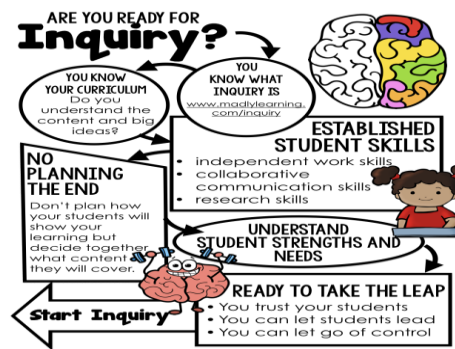 ARE YOU READY FOR
Inquiry?
YOU
KNOW WHAT
INQUIRY IS
www.madlylearning.
com/inquiry
YOU KNOW
YOUR CURRICULUM
Do you
understand the
content and big
ideas?
ESTABLISHED
STUDENT SKILLS
• independent work skills
• collaborative
communication skills
• research skills
NO
PLANNING
THE END
Don't plan how
your students will
show your
learning but
decide together
what content
they will cover.
UNDERSTAND
STUDENT STRENGTHS AND
NEEDS
READY TO TAKE THE LEAP
• You trust your students
• You can let students lead
• You can let go of control
Start Inquiry